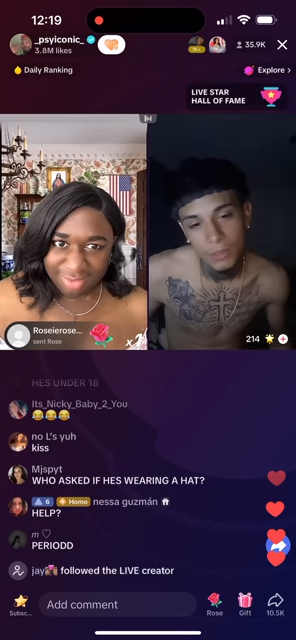 12:19
_psyiconic_
3.8M likes
35.9K
Daily Ranking
Explore >
LIVE STAR
HALL OF FAME
Roseierose...
sent Rose
214
HES UNDER 18
Its_Nicky_Baby_2_You
😂😂😂
no L's yuh
kiss
Mjspyt
WHO ASKED IF HES WEARING A HAT?
6 Homo nessa guzmán
HELP?
m ♡
PERIODD
jay followed the LIVE creator
Subsc...
Add comment
Rose
Gift
10.5K